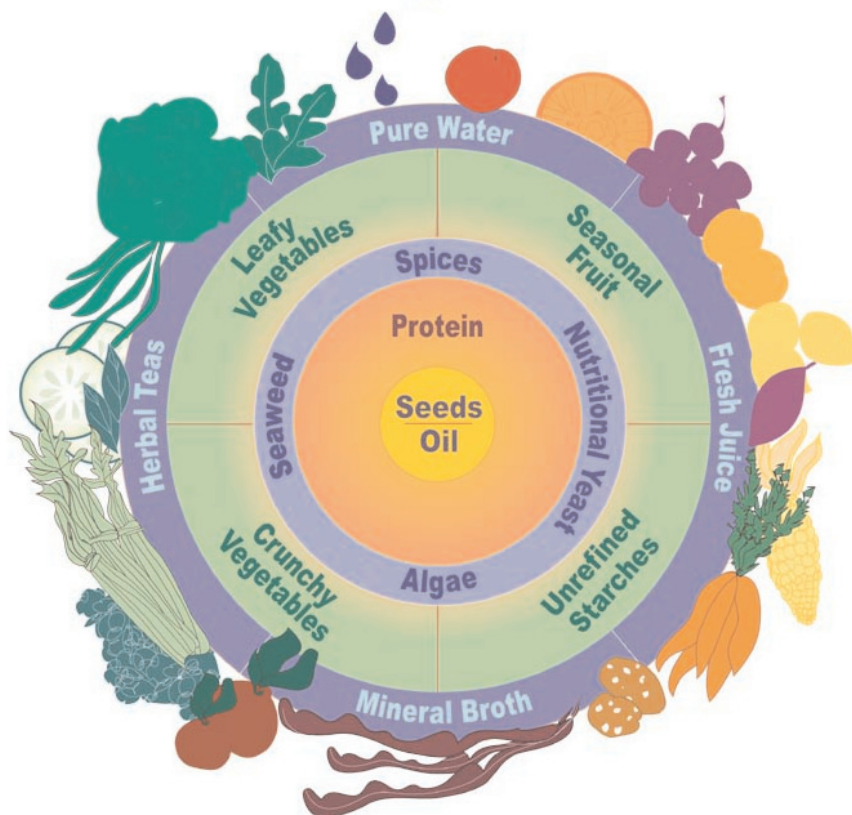 Pure Water
Leafy
Vegetables
Seasonal
Fruit
Spices
Protein
Seeds
Oil
Seaweed
Nutritional Yeast
Herbal Teas
Fresh Juice
Algae
Crunchy
Vegetables
Unrefined
Starches
Mineral Broth